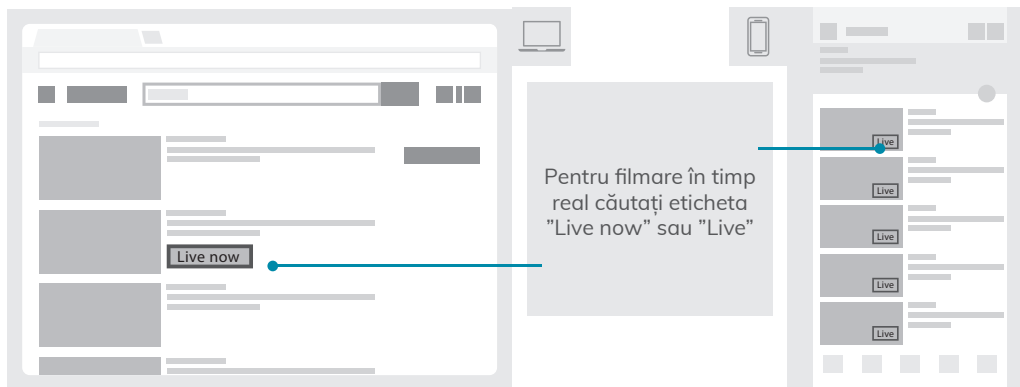 Live now
Pentru filmare în timp
real căutați eticheta
”Live now” sau ”Live”
Live
Live
Live
Live
Live